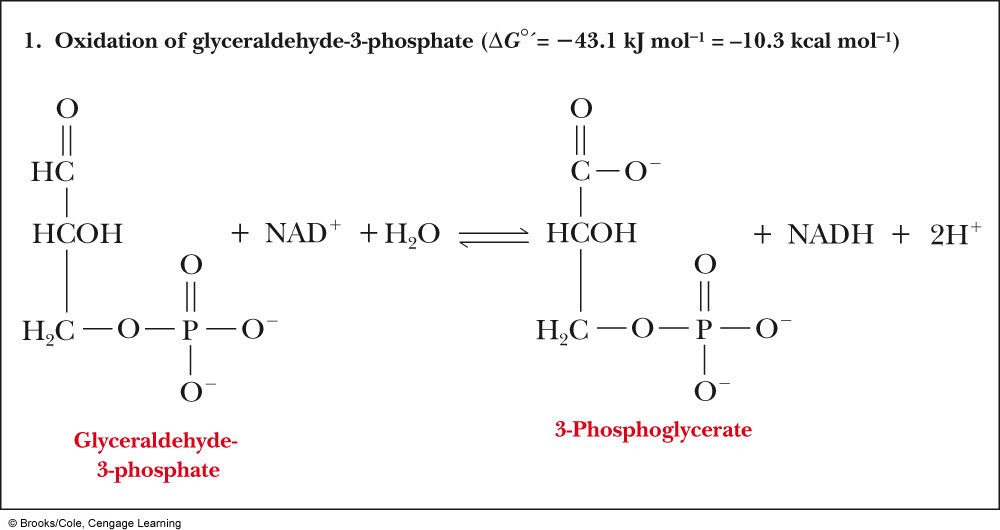 1. Oxidation of glyceraldehyde-3-phosphate (ΔG°´= −43.1 kJ mol⁻¹ = –10.3 kcal mol⁻¹)
O
HC
HCOH
O
H₂C—O—P—O⁻
O⁻
Glyceraldehyde-
3-phosphate
+ NAD⁺ + H₂O ⇌
O
C—O⁻
HCOH
O
H₂C—O—P—O⁻
O⁻
3-Phosphoglycerate
+ NADH + 2H⁺
© Brooks/Cole, Cengage Learning